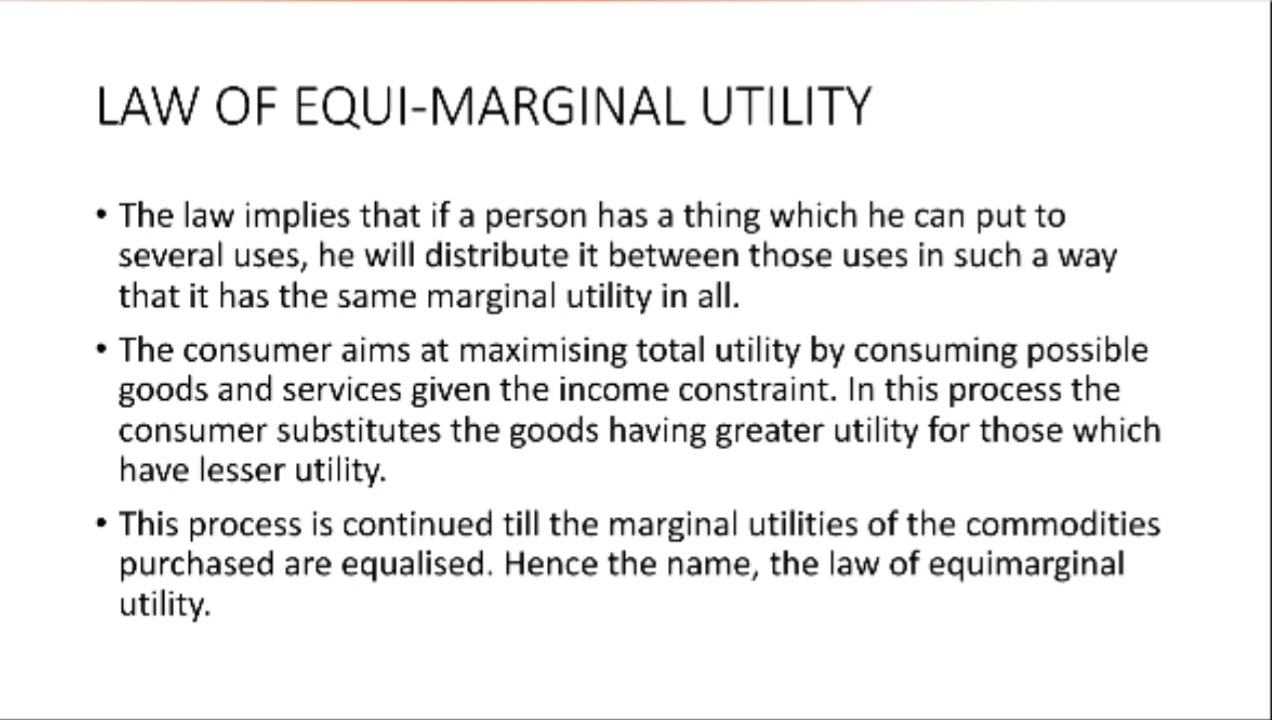 LAW OF EQUI-MARGINAL UTILITY
• The law implies that if a person has a thing which he can put to
several uses, he will distribute it between those uses in such a way
that it has the same marginal utility in all.
• The consumer aims at maximising total utility by consuming possible
goods and services given the income constraint. In this process the
consumer substitutes the goods having greater utility for those which
have lesser utility.
• This process is continued till the marginal utilities of the commodities
purchased are equalised. Hence the name, the law of equimarginal
utility.